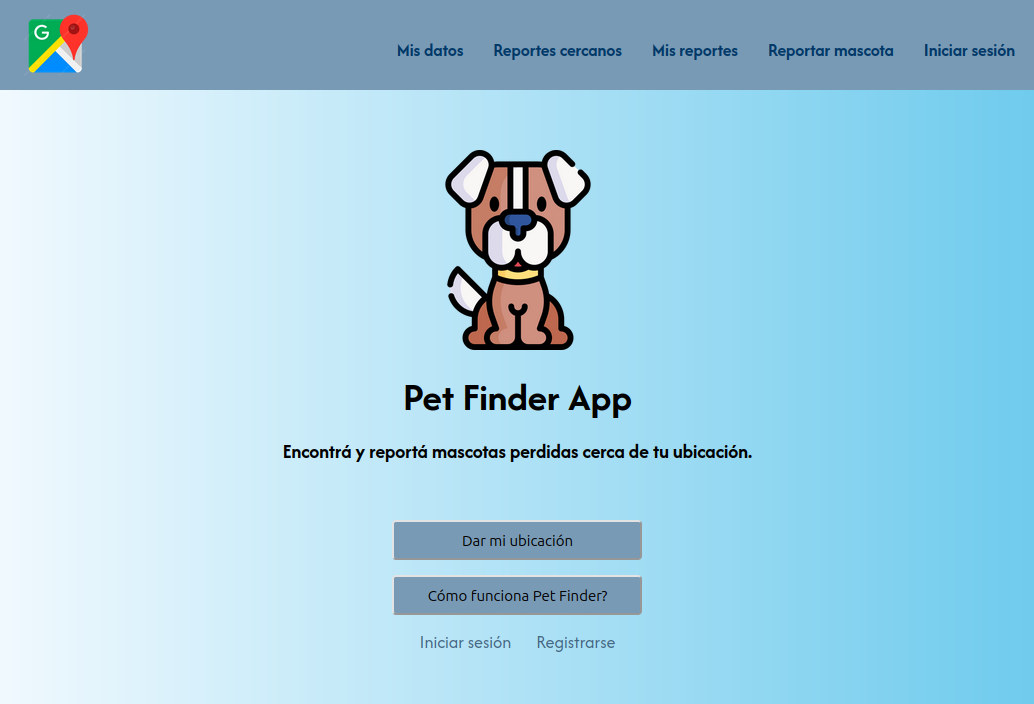 G
Mis datos Reportes cercanos Mis reportes Reportar mascota Iniciar sesión
Pet Finder App
Encontrá y reportá mascotas perdidas cerca de tu ubicación.
Dar mi ubicación
Cómo funciona Pet Finder?
Iniciar sesión Registrarse